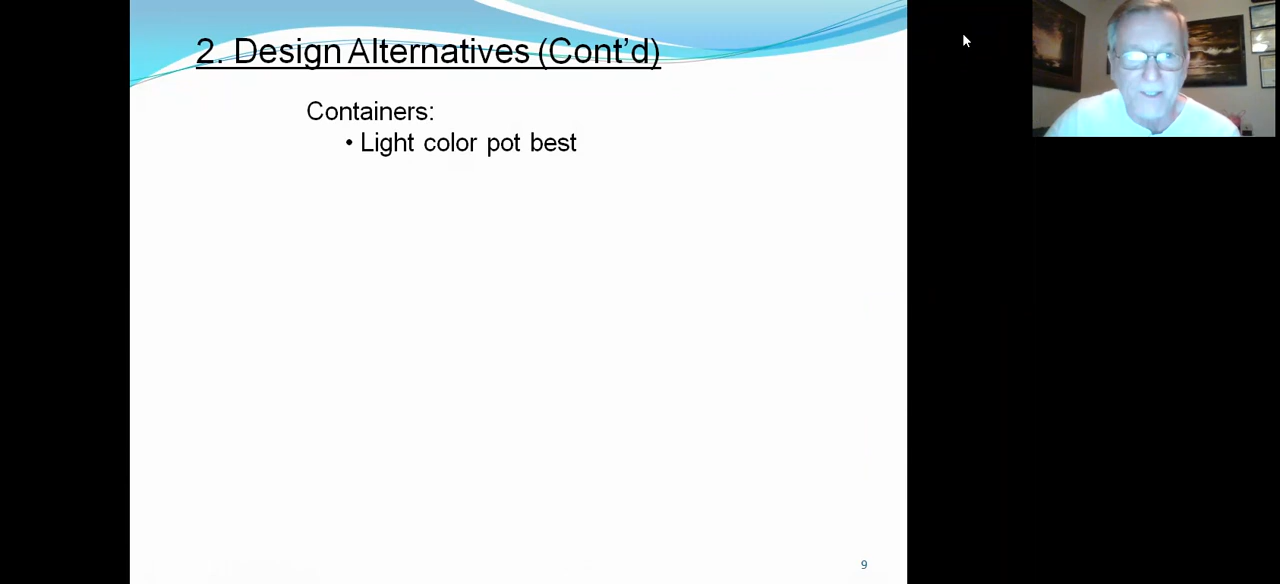 2. Design Alternatives (Cont’d)
Containers:
• Light color pot best
9